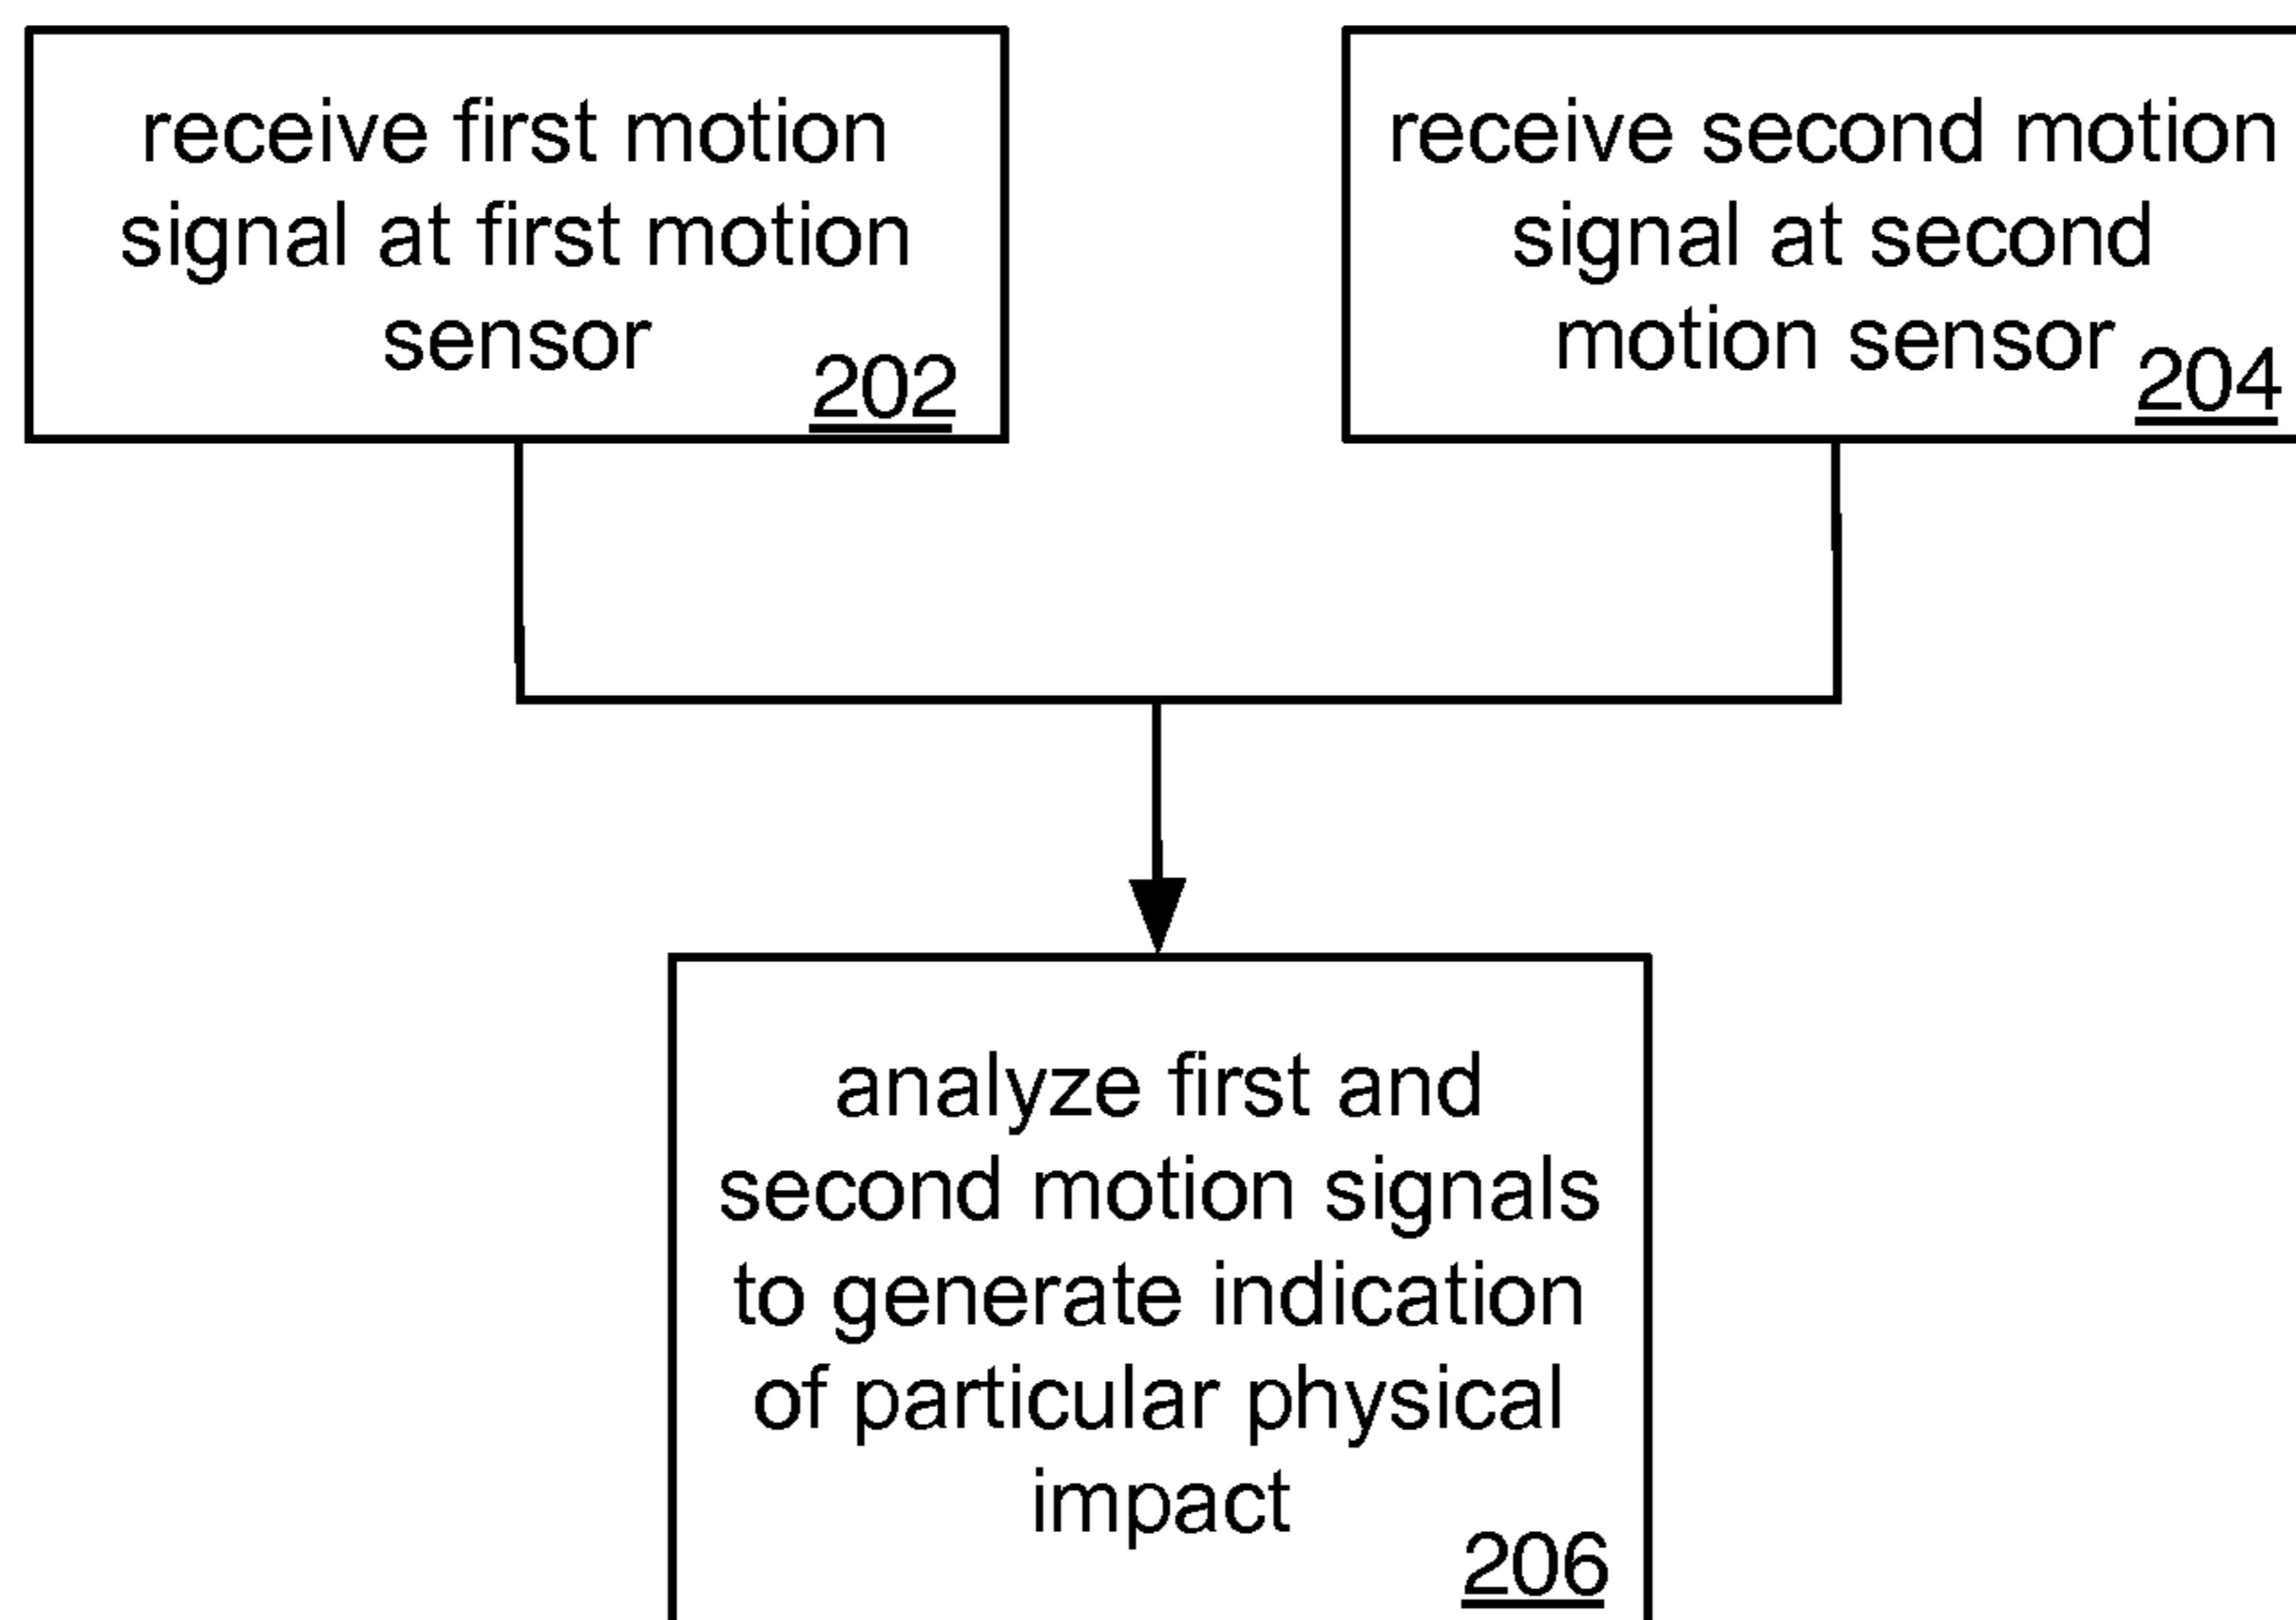 receive first motion
signal at first motion
sensor
202
receive second motion
signal at second
motion sensor
204
analyze first and
second motion signals
to generate indication
of particular physical
impact
206